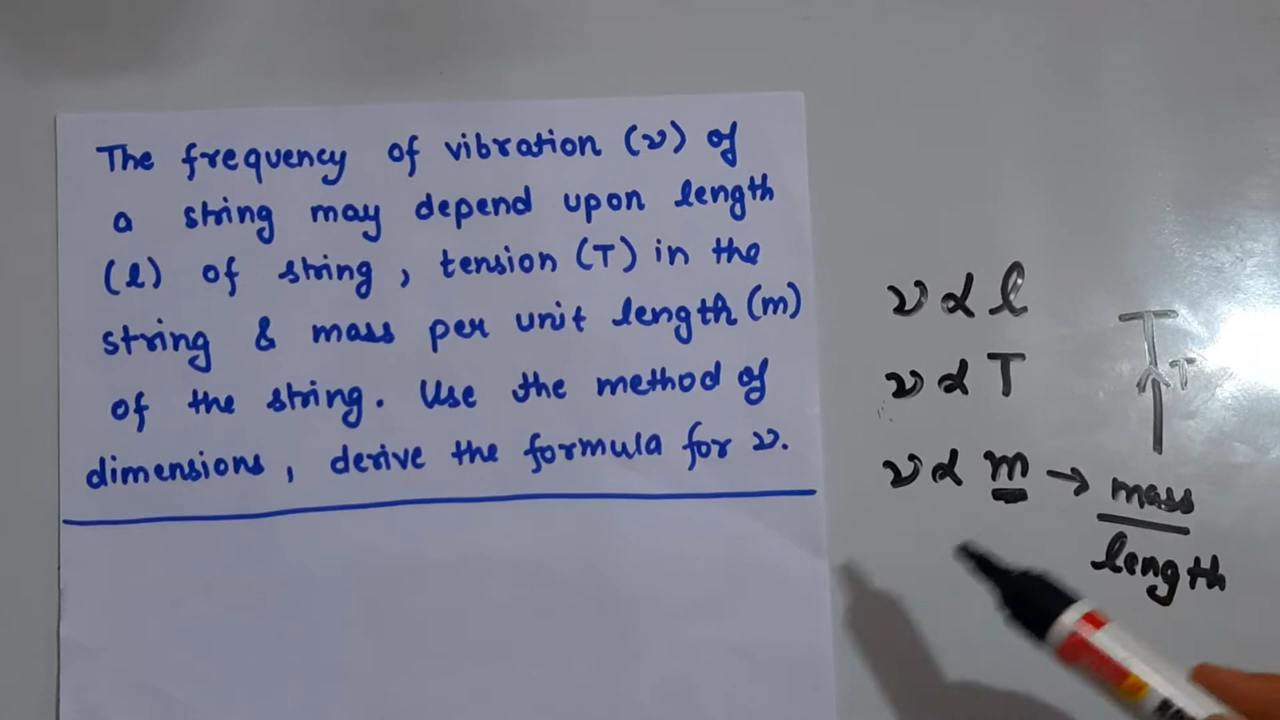 The frequency of vibration (ν) of
a string may depend upon length
(l) of string, tension (T) in the
string & mass per unit length (m)
of the string. Use the method of
dimensions, derive the formula for ν.
ν ∝ l
ν ∝ T
T
ν ∝ m → mass
length